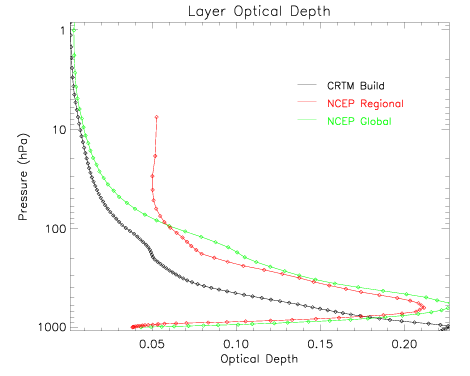 Layer Optical Depth
1
10
100
1000
Pressure (hPa)
CRTM Build
NCEP Regional
NCEP Global
0.05
0.10
0.15
0.20
Optical Depth